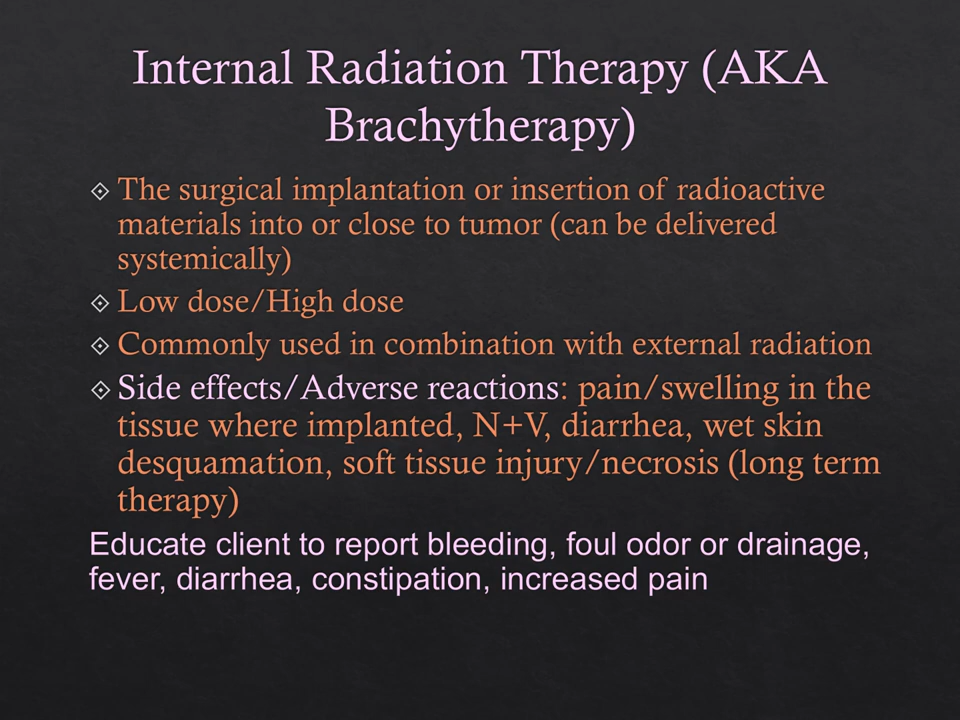 Internal Radiation Therapy (AKA
Brachytherapy)
The surgical implantation or insertion of radioactive
materials into or close to tumor (can be delivered
systemically)
Low dose/High dose
Commonly used in combination with external radiation
Side effects/Adverse reactions: pain/swelling in the
tissue where implanted, N+V, diarrhea, wet skin
desquamation, soft tissue injury/necrosis (long term
therapy)
Educate client to report bleeding, foul odor or drainage,
fever, diarrhea, constipation, increased pain